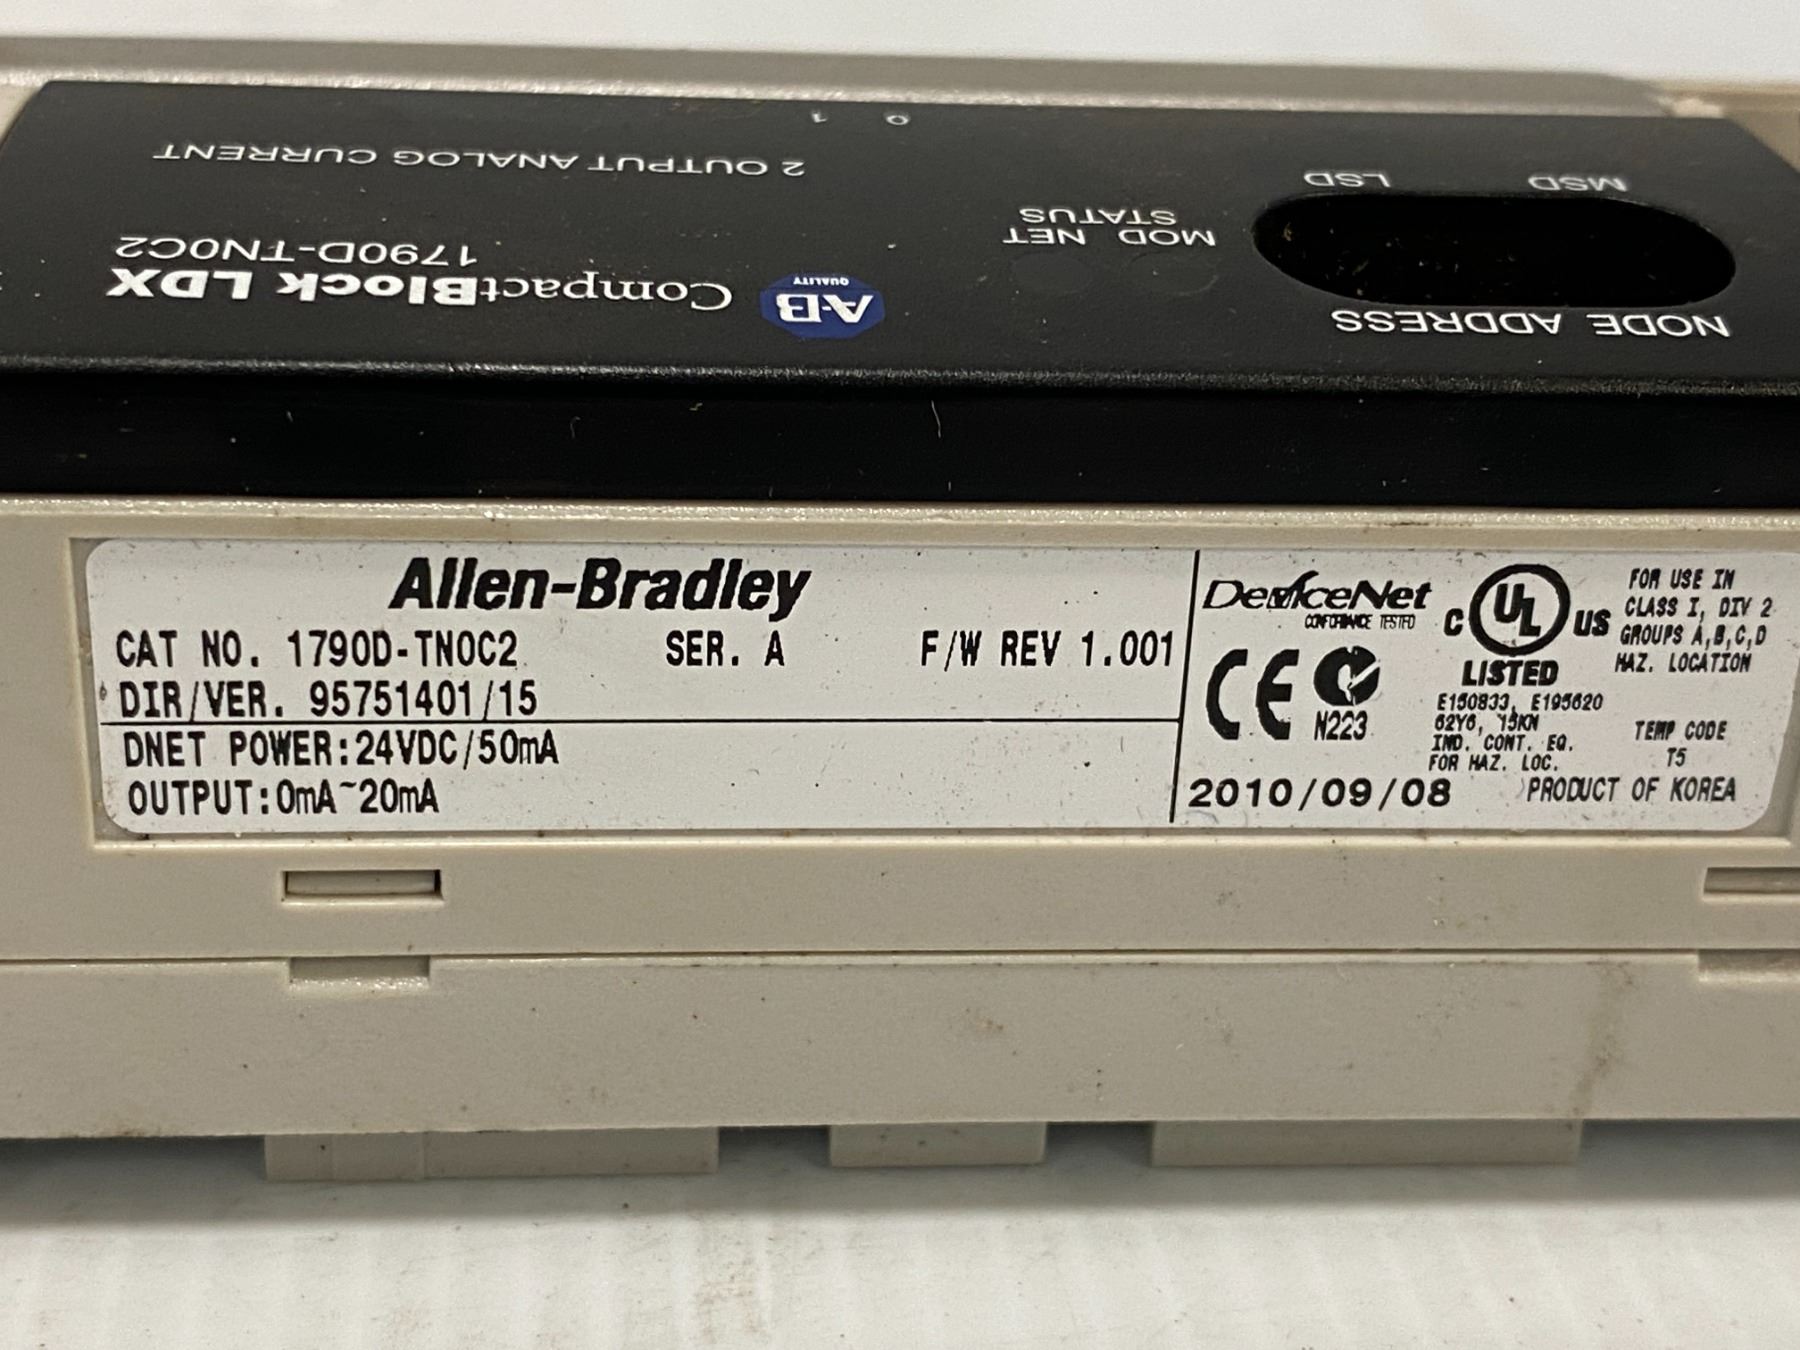 NODE ADDRESS
MSD LSD
MOD NET
STATUS
A-B
QUALITY
CompactBlock LDX
1790D-TN0C2
2 OUTPUT ANALOG CURRENT
0 1
Allen-Bradley
CAT NO. 1790D-TN0C2 SER. A F/W REV 1.001
DIR/VER. 95751401/15
DNET POWER:24VDC/50mA
OUTPUT:0mA~20mA
DeviceNet
CONFORMANCE TESTED
CE N223
C UL US
LISTED
E150833, E195620
62Y6, 15KN
IND. CONT. EQ.
FOR HAZ. LOC.
FOR USE IN
CLASS I, DIV 2
GROUPS A,B,C,D
HAZ. LOCATION
TEMP CODE
T5
2010/09/08 PRODUCT OF KOREA